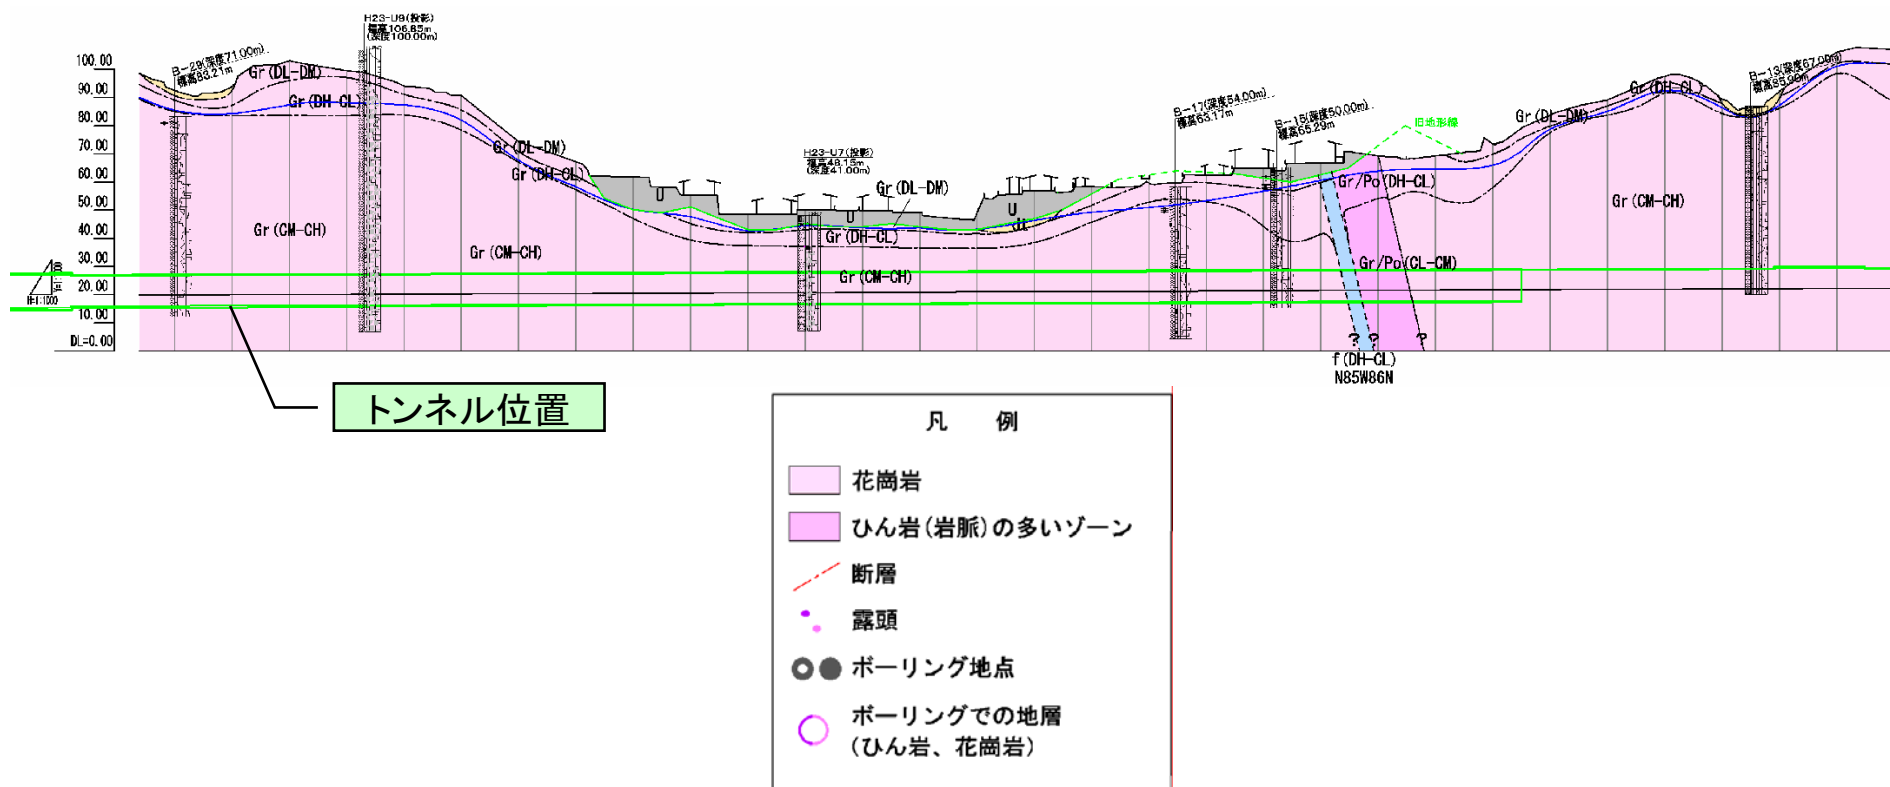 H23-U9(投影)
標高106.85m
(深度100.00m)
B-29(深度71.00m)
標高83.21m
100.00
90.00
80.00
70.00
60.00
50.00
40.00
30.00
20.00
10.00
DL=0.00
H=1:1000
Gr(DL-DM)
Gr(DH-CL)
Gr(CM-CH)
Gr(DL-DM)
Gr(DH-CL)
Gr(CM-CH)
U
H23-U7(投影)
標高48.15m
(深度41.00m)
U
Gr(DL-DM)
Gr(DH-CL)
Gr(CM-CH)
U
B-17(深度54.00m)
標高63.17m
B-15(深度50.00m)
標高65.29m
旧地形線
Gr/Po(DH-CL)
Gr/Po(CL-CM)
Gr(DL-DM)
Gr(DH-CL)
Gr(CM-CH)
B-13(深度67.00m)
? ? ?
f(DH-CL)
N85W86N
トンネル位置
凡 例
花崗岩
ひん岩(岩脈)の多いゾーン
断層
露頭
ボーリング地点
ボーリングでの地層
(ひん岩、花崗岩)